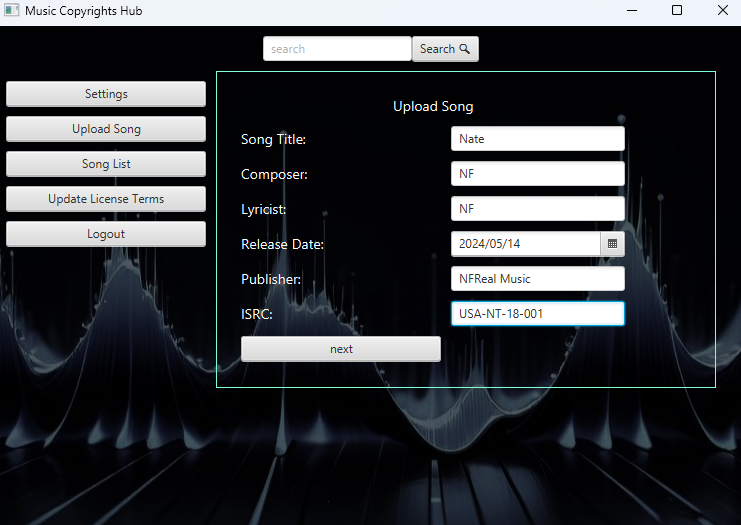 Music Copyrights Hub
search
Search
Settings
Upload Song
Song List
Update License Terms
Logout
Upload Song
Song Title: Nate
Composer: NF
Lyricist: NF
Release Date: 2024/05/14
Publisher: NFReal Music
ISRC: USA-NT-18-001
next